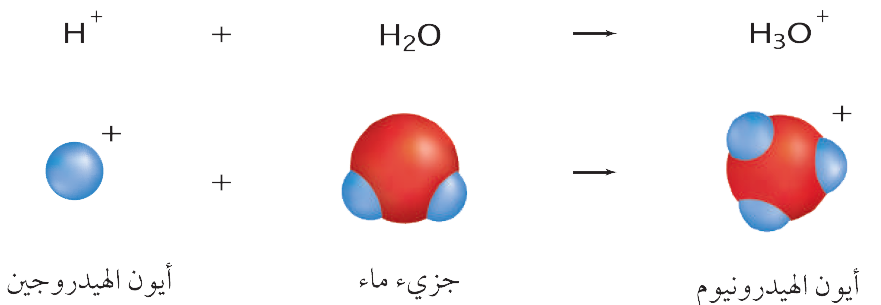 H⁺ + H₂O → H₃O⁺
+ + → +
أيون الهيدروجين جزيء ماء أيون الهيدرونيوم